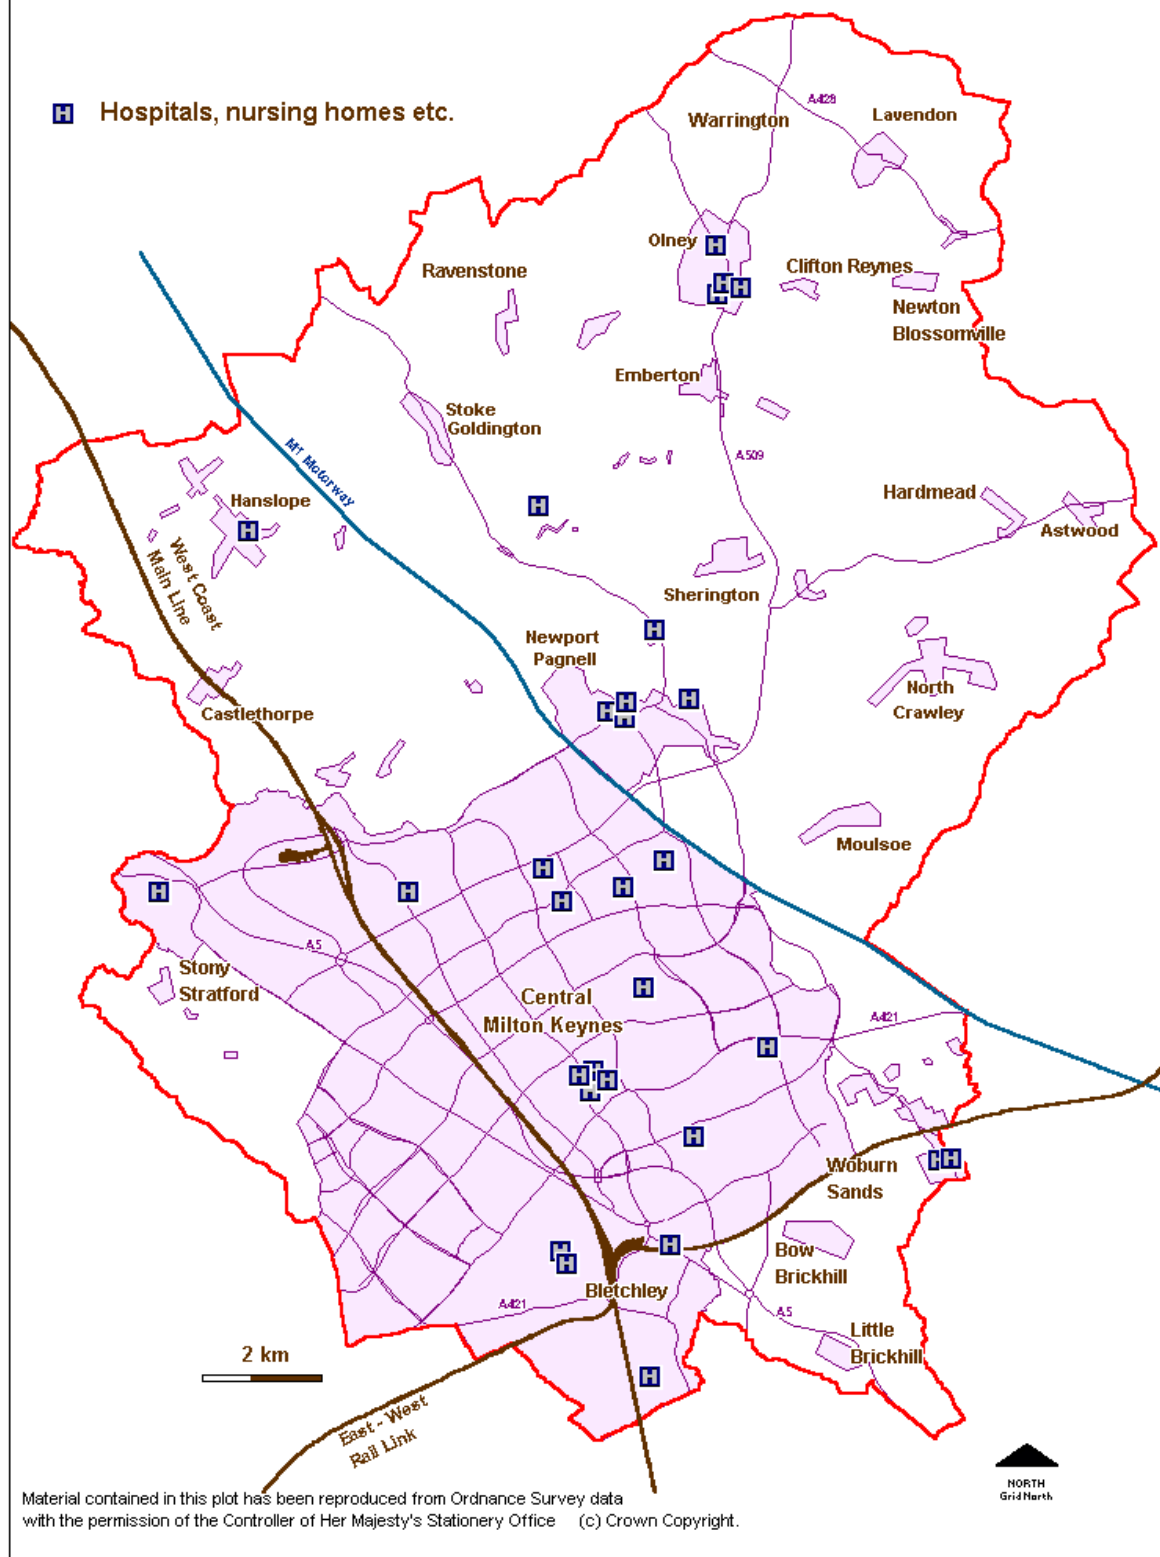 H Hospitals, nursing homes etc.
A428
Warrington
Lavendon
Olney
Clifton Reynes
Ravenstone
Newton
Blossomville
Emberton
Stoke
Goldington
M1 Motorway
A509
Hanslope
Hardmead
Astwood
West Coast
Main Line
Sherington
Newport
Pagnell
North
Crawley
Castlethorpe
Moulsoe
A5
Stony
Stratford
Central
Milton Keynes
A421
Woburn
Sands
Bow
Brickhill
Bletchley
A421
A5
Little
Brickhill
2 km
East - West
Rail Link
NORTH
Grid North
Material contained in this plot has been reproduced from Ordnance Survey data
with the permission of the Controller of Her Majesty's Stationery Office (c) Crown Copyright.